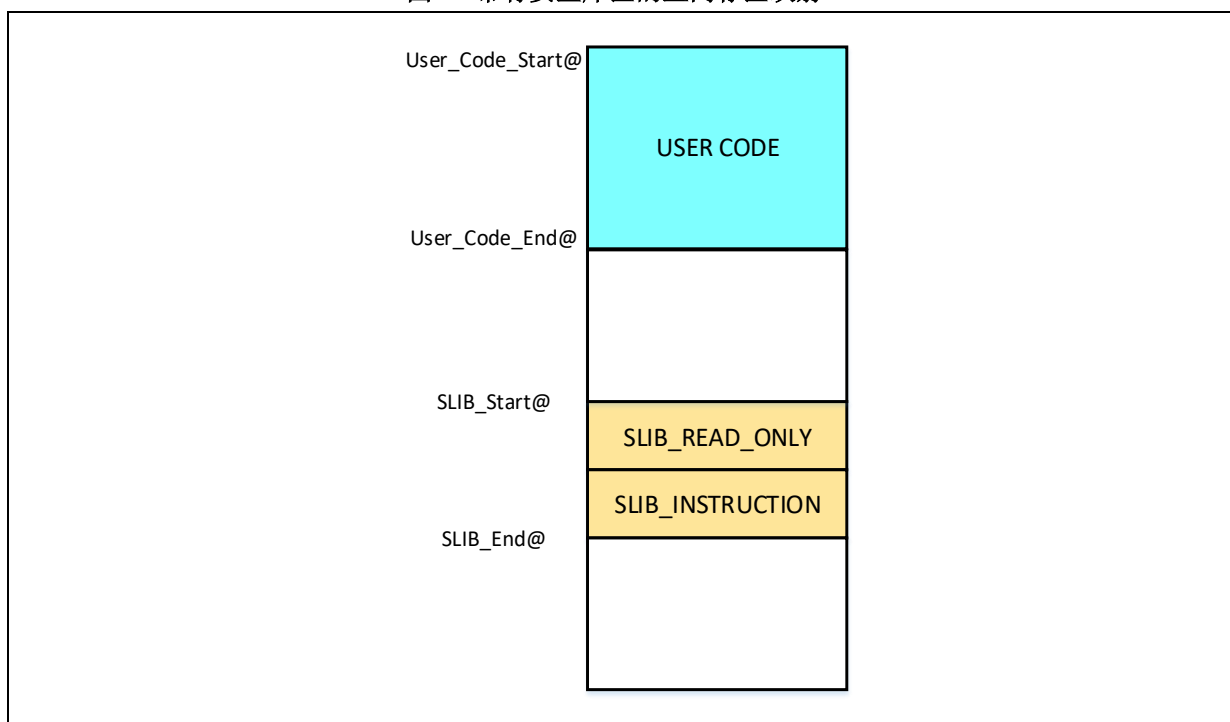 User_Code_Start@
USER CODE
User_Code_End@
SLIB_Start@
SLIB_READ_ONLY
SLIB_INSTRUCTION
SLIB_End@